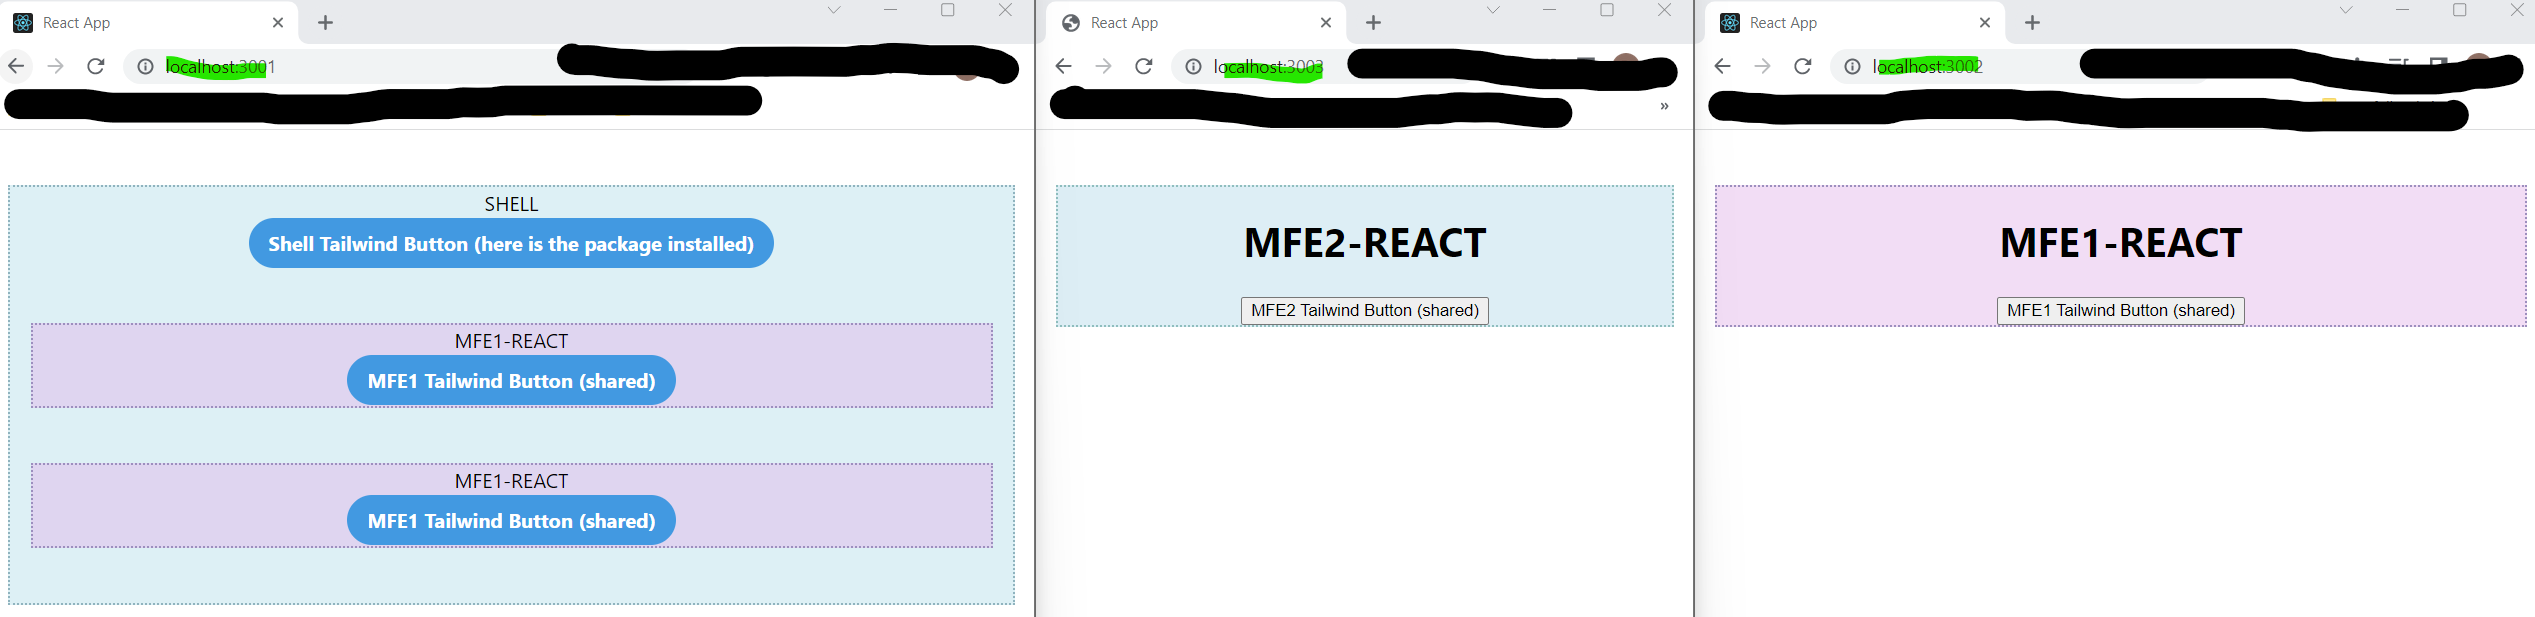 React App
localhost:3001
SHELL
Shell Tailwind Button (here is the package installed)
MFE1-REACT
MFE1 Tailwind Button (shared)
MFE1-REACT
MFE1 Tailwind Button (shared)
React App
localhost:3003
»
MFE2-REACT
MFE2 Tailwind Button (shared)
React App
localhost:3002
MFE1-REACT
MFE1 Tailwind Button (shared)